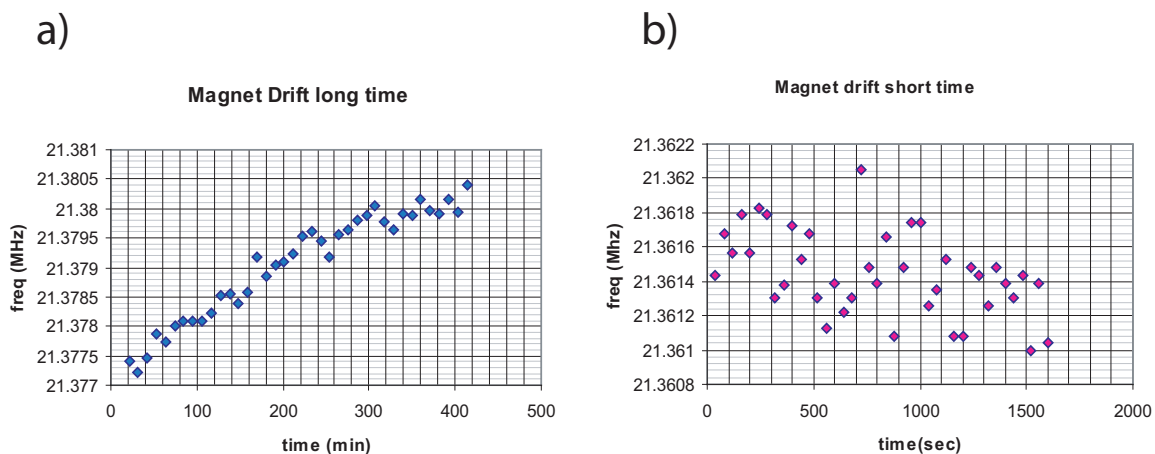 a)
Magnet Drift long time
freq (MHz)
21.381
21.3805
21.38
21.3795
21.379
21.3785
21.378
21.3775
21.377
0 100 200 300 400 500
time (min)
b)
Magnet drift short time
freq (Mhz)
21.3622
21.362
21.3618
21.3616
21.3614
21.3612
21.361
21.3608
0 500 1000 1500 2000
time(sec)